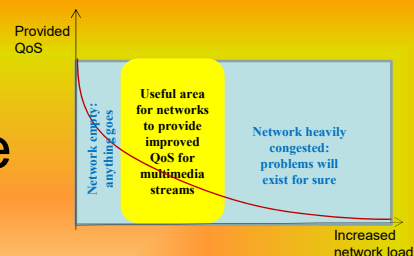 Provided
QoS
Network empty:
anything goes
Useful area
for networks
to provide
improved
QoS for
multimedia
streams
Network heavily
congested:
problems will
exist for sure
e
Increased
network load